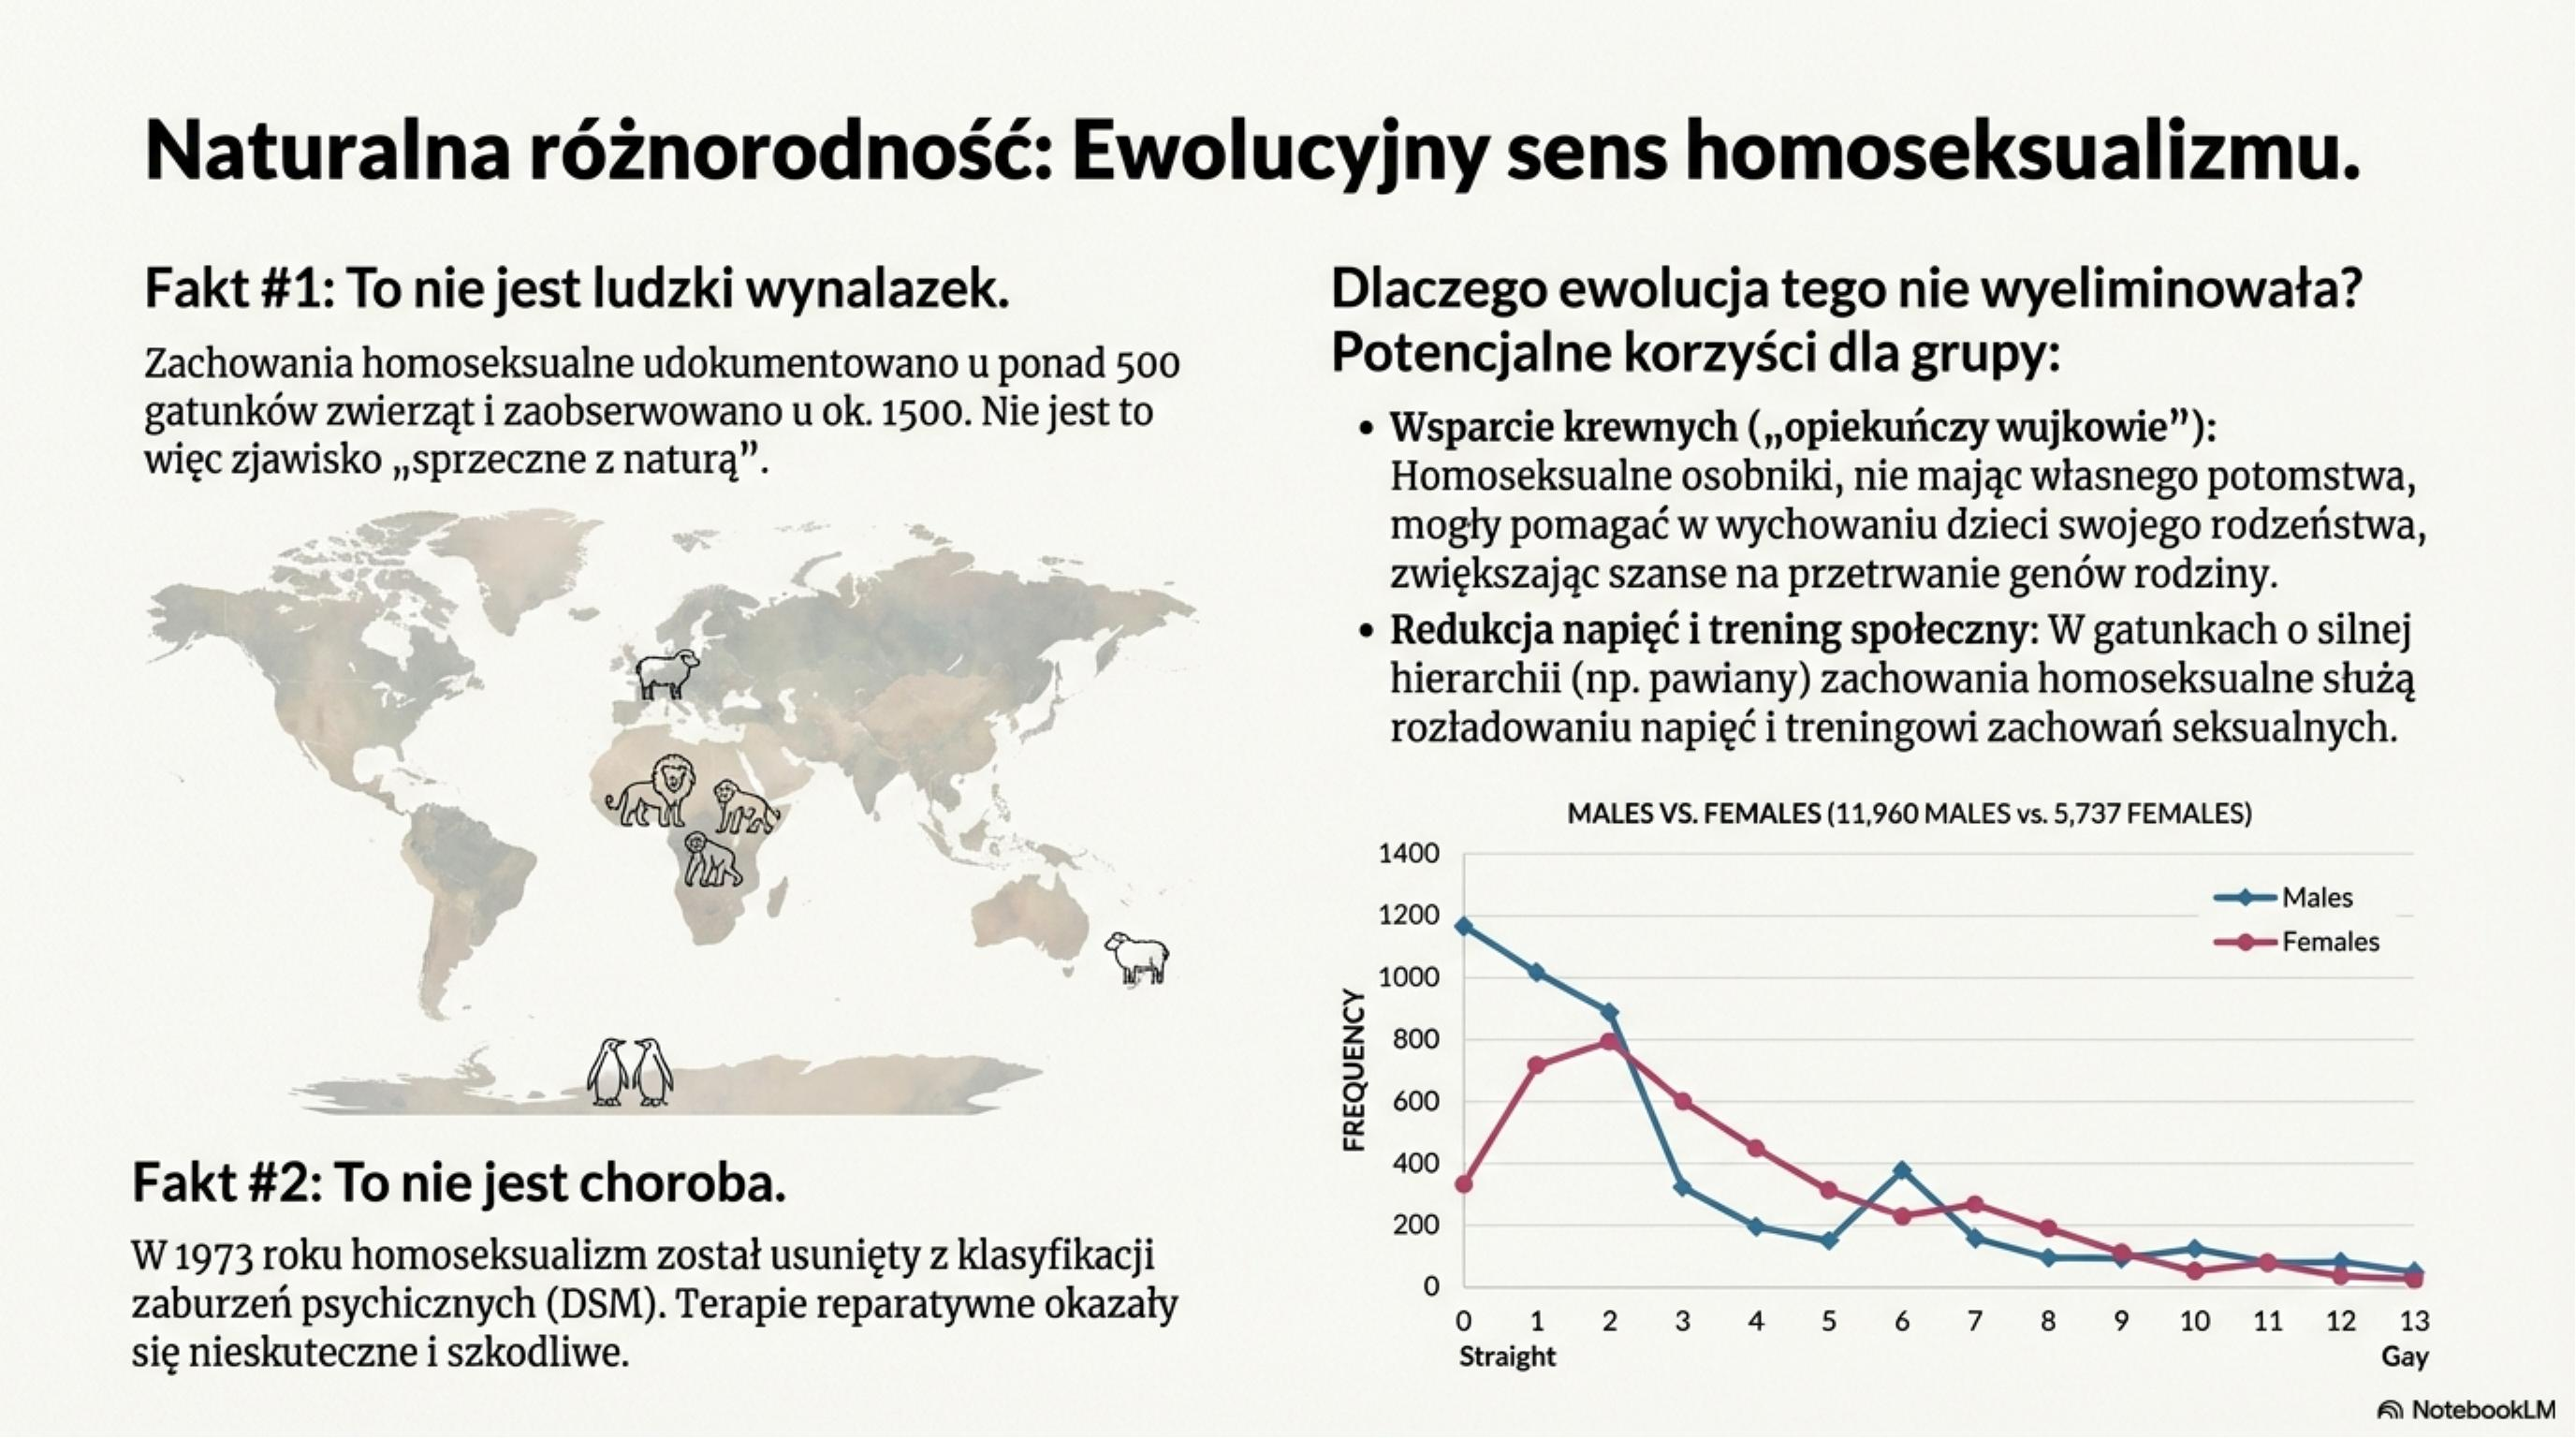 Naturalna różnorodność: Ewolucyjny sens homoseksualizmu.
Fakt #1: To nie jest ludzki wynalazek.
Zachowania homoseksualne udokumentowano u ponad 500
gatunków zwierząt i zaobserwowano u ok. 1500. Nie jest to
więc zjawisko „sprzeczne z naturą”.
Fakt #2: To nie jest choroba.
W 1973 roku homoseksualizm został usunięty z klasyfikacji
zaburzeń psychicznych (DSM). Terapie reparatywne okazały
się nieskuteczne i szkodliwe.
Dlaczego ewolucja tego nie wyeliminowała?
Potencjalne korzyści dla grupy:
• Wsparcie krewnych („opiekuńczy wujkowie”):
Homoseksualne osobniki, nie mając własnego potomstwa,
mogły pomagać w wychowaniu dzieci swojego rodzeństwa,
zwiększając szanse na przetrwanie genów rodziny.
• Redukcja napięć i trening społeczny: W gatunkach o silnej
hierarchii (np. pawiany) zachowania homoseksualne służą
rozładowaniu napięć i treningowi zachowań seksualnych.
MALES VS. FEMALES (11,960 MALES vs. 5,737 FEMALES)
1400
1200
1000
800
600
400
200
0
FREQUENCY
Males
Females
0 1 2 3 4 5 6 7 8 9 10 11 12 13
Straight Gay
NotebookLM